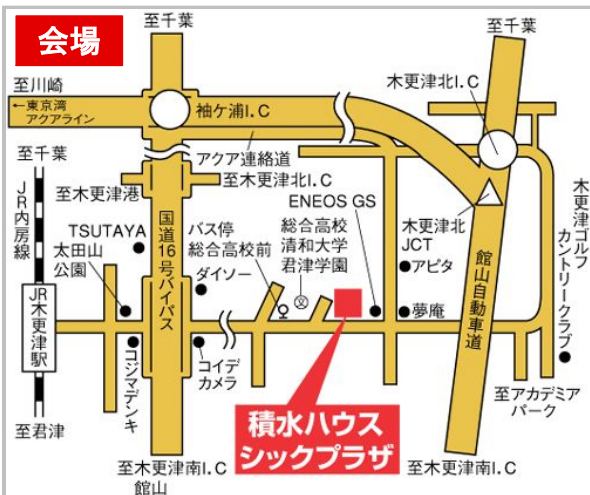 会場
至千葉
至千葉
至川崎
木更津北I.C
←東京湾
アクアライン
袖ケ浦I.C
至千葉
アクア連絡道
至木更津港
至木更津北I.C
JR内房線
ENEOS GS
TSUTAYA
太田山
公園
国道16号バイパス
バス停
総合高校前
ダイソー
総合高校
清和大学
君津学園
木更津北
JCT
アピタ
館山自動車道
木更津ゴルフ
カントリークラブ
JR木更津駅
文
夢庵
コジマデンキ
コイデ
カメラ
至アカデミア
パーク
積水ハウス
シックプラザ
至君津
至木更津南I.C
館山
至木更津南I.C